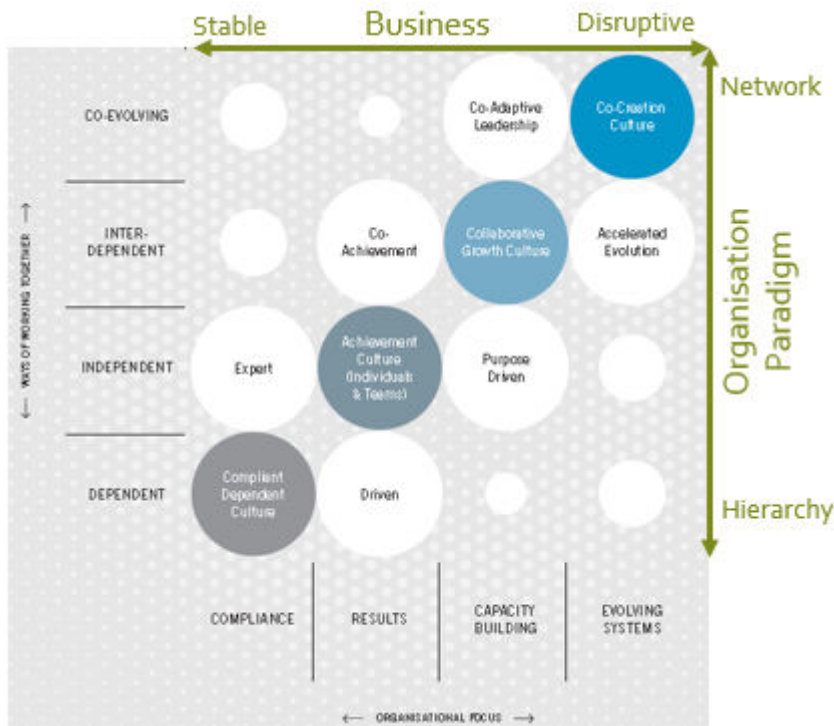 Stable Business Disruptive
Network
CO-EVOLVING
Co-Adaptive
Leadership
Co-Creation
Culture
INTER-
DEPENDENT
Co-
Achievement
Collaborative
Growth Culture
Accelerated
Evolution
Organisation
Paradigm
WAYS OF WORKING TOGETHER
INDEPENDENT
Expert
Achievement
Culture
(Individuals
& Teams)
Purpose
Driven
DEPENDENT
Compliant
Dependent
Culture
Driven
Hierarchy
COMPLIANCE
RESULTS
CAPACITY
BUILDING
EVOLVING
SYSTEMS
ORGANISATIONAL FOCUS